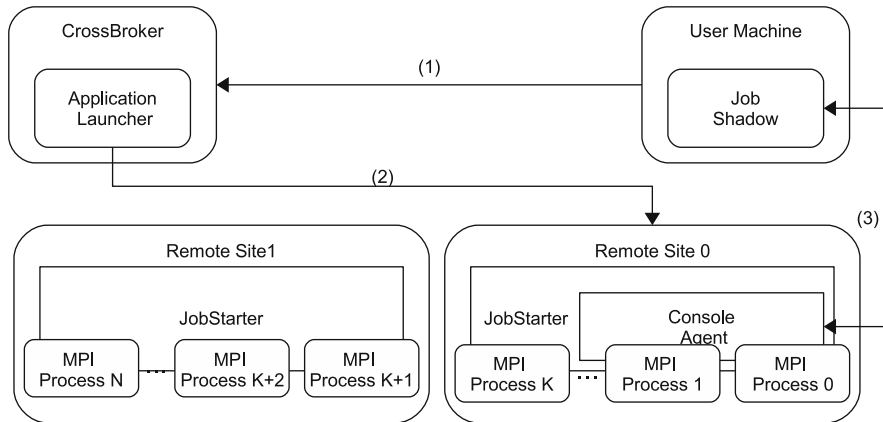 CrossBroker
Application
Launcher
(1)
User Machine
Job
Shadow
(2)
(3)
Remote Site1
JobStarter
MPI
Process N
...
MPI
Process K+2
MPI
Process K+1
Remote Site 0
JobStarter
Console
Agent
MPI
Process K
...
MPI
Process 1
MPI
Process 0